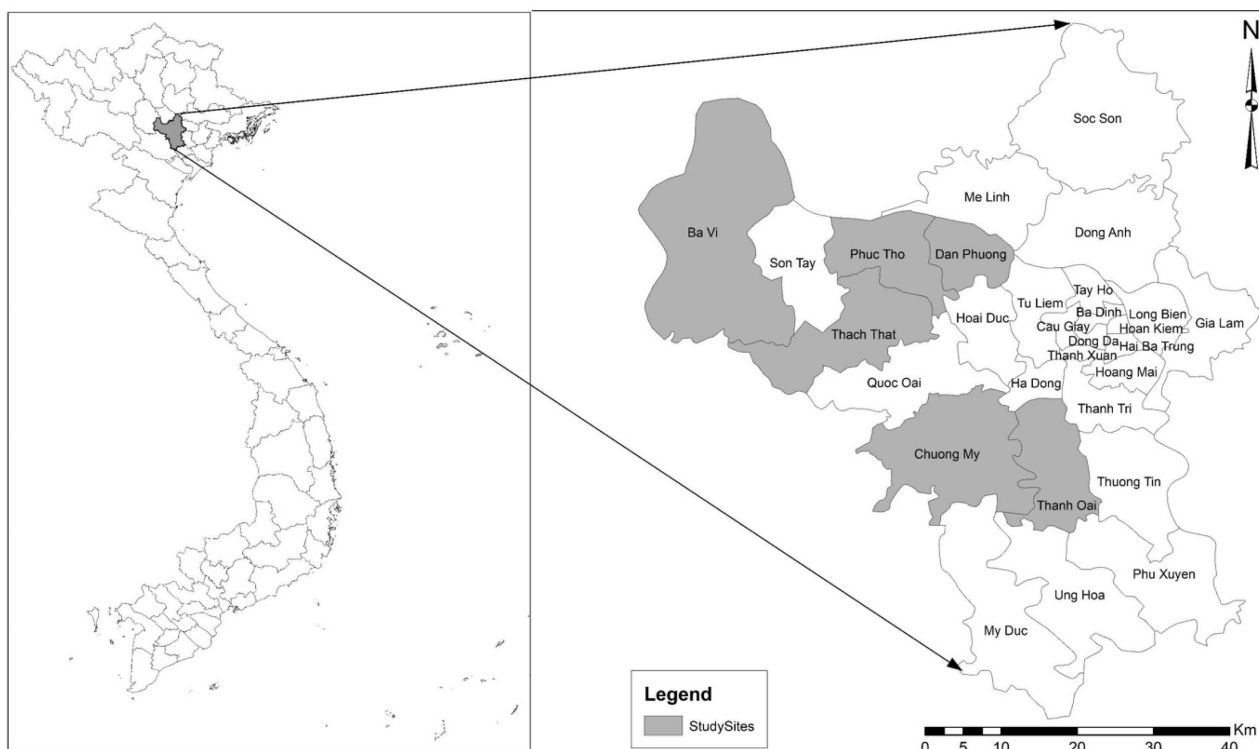 N
Soc Son
Me Linh
Ba Vi
Dong Anh
Son Tay
Phuc Tho
Dan Phuong
Tay Ho
Tu Liem
Ba Dinh
Long Bien
Hoai Duc
Cau Giay
Hoan Kiem
Gia Lam
Thach That
Dong Da
Hai Ba Trung
Thanh Xuan
Hoang Mai
Quoc Oai
Ha Dong
Thanh Tri
Chuong My
Thuong Tin
Thanh Oai
Phu Xuyen
Ung Hoa
My Duc
Legend
StudySites
Km
0 5 10 20 30 40